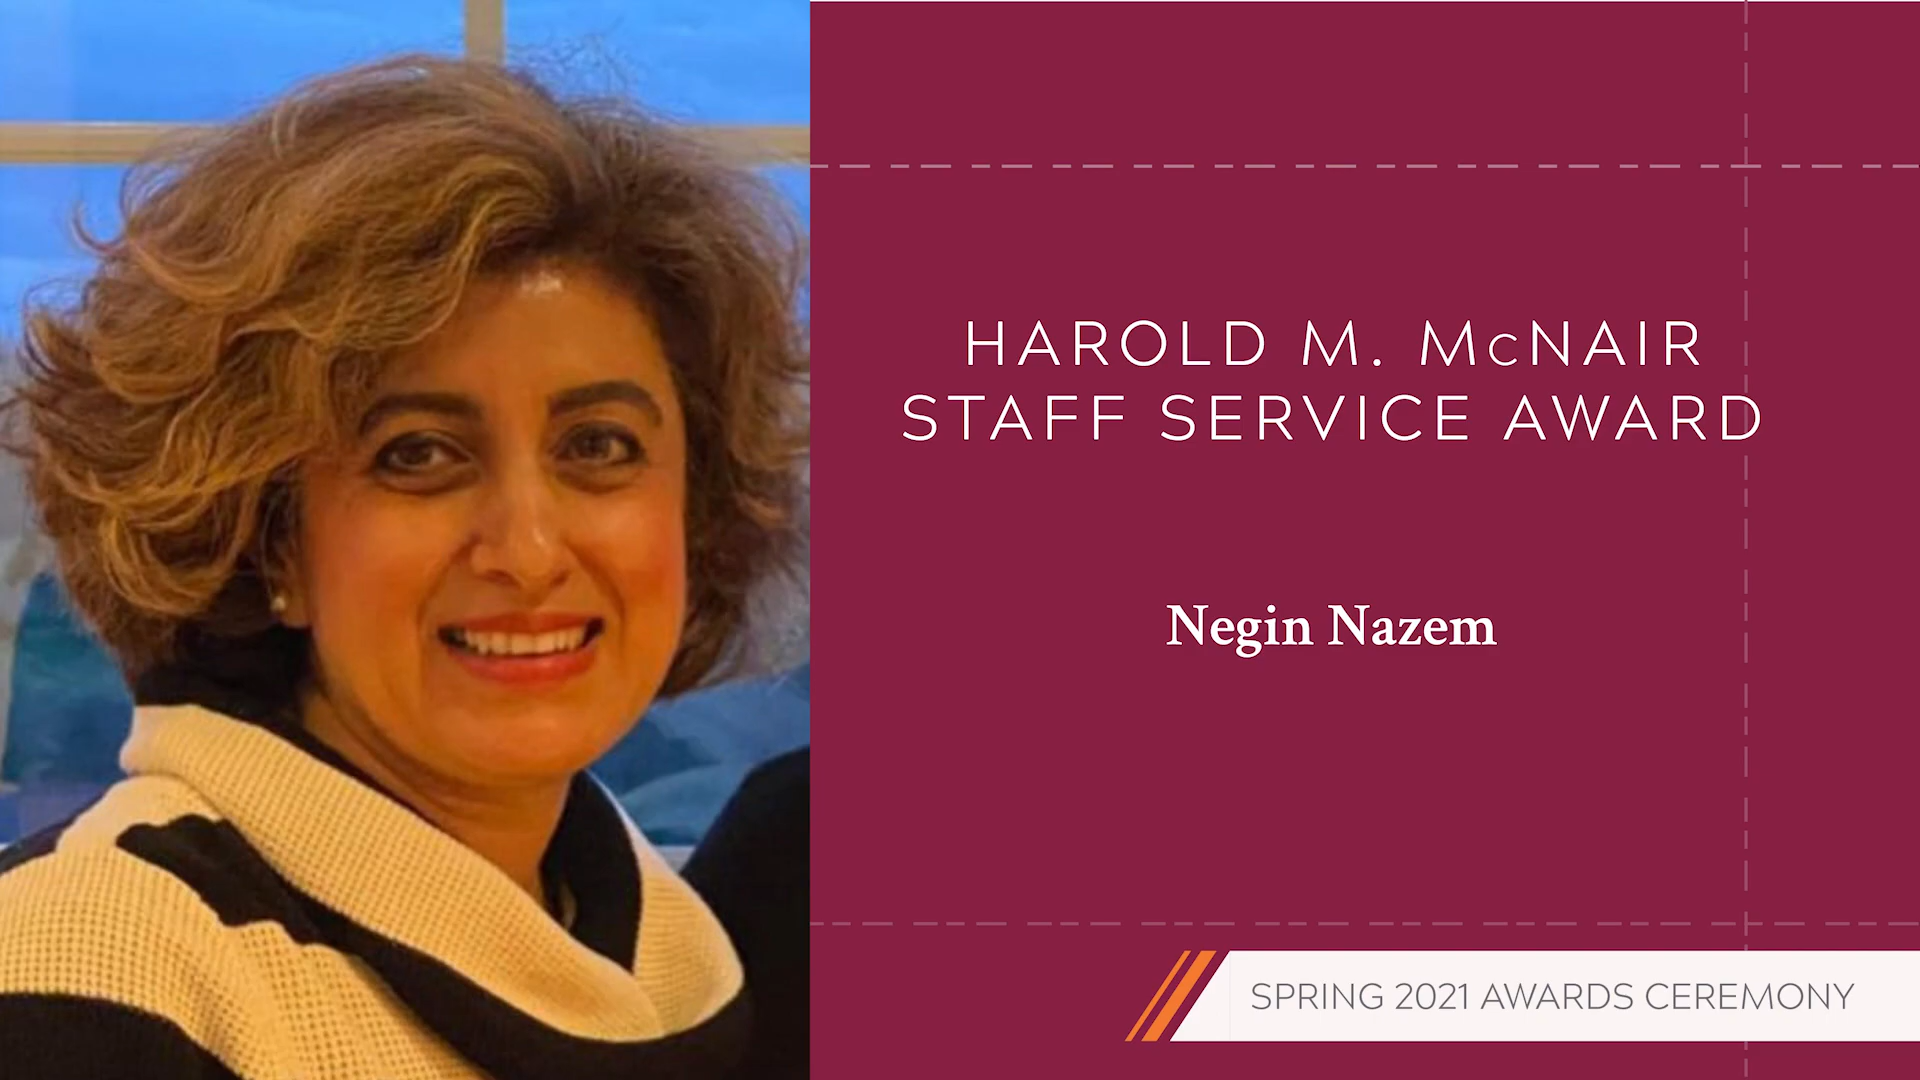 HAROLD M. McNAIR
STAFF SERVICE AWARD
Negin Nazem
SPRING 2021 AWARDS CEREMONY